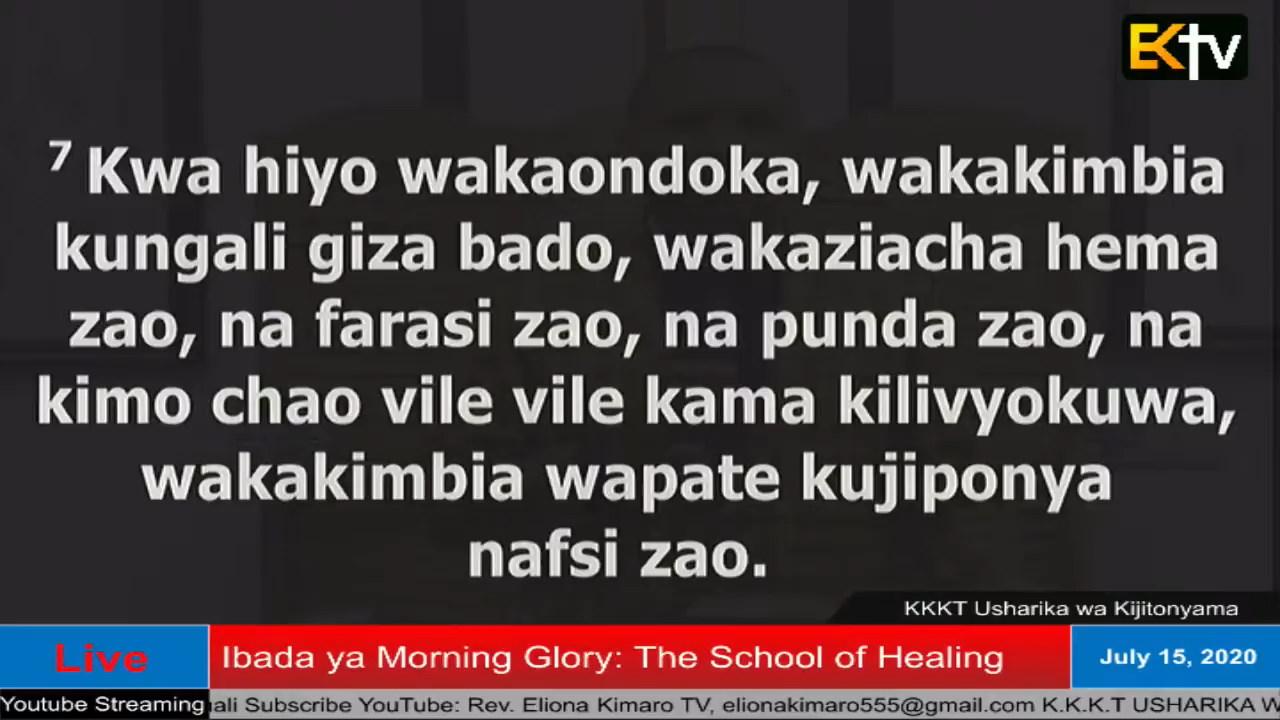 EKTV
7 Kwa hiyo wakaondoka, wakakimbia
kungali giza bado, wakaziacha hema
zao, na farasi zao, na punda zao, na
kimo chao vile vile kama kilivyokuwa,
wakakimbia wapate kujiponya
nafsi zao.
KKKT Usharika wa Kijitonyama
Live
Ibada ya Morning Glory: The School of Healing
July 15, 2020
Youtube Streaming
ali Subscribe YouTube: Rev. Eliona Kimaro TV, elionakimaro555@gmail.com K.K.K.T USHARIKA W